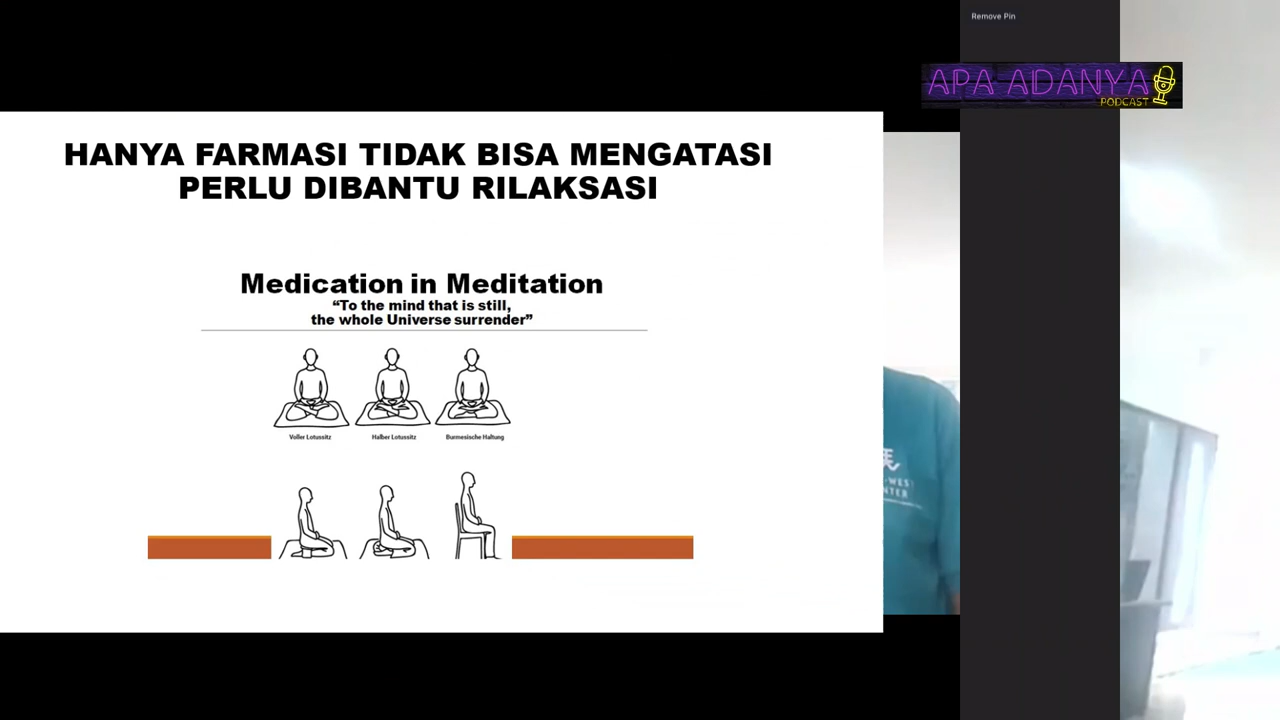 Remove Pin
APA ADANYA
PODCAST
HANYA FARMASI TIDAK BISA MENGATASI
PERLU DIBANTU RILAKSASI
Medication in Meditation
“To the mind that is still,
the whole Universe surrender”
Voller Lotussitz
Halber Lotussitz
Burmesische Haltung